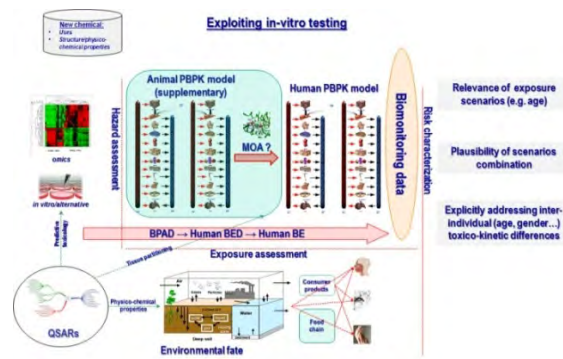 Exploiting in-vitro testing
New chemical:
Uses
Structure/physico-
chemical properties
Animal PBPK model
(supplementary)
Human PBPK model
MOA ?
Hazard assessment
Biomonitoring data
Risk characterization
omics
in vitro/alternative
Predictive
toxicology
BPAD → Human BED → Human BE
Tissue partitioning
Exposure assessment
QSARs
Physico-chemical
properties
Air
Water
Environmental fate
Consumer
products
Food
chain
Relevance of exposure
scenarios (e.g. age)
Plausibility of scenarios
combination
Explicitly addressing inter-
individual (age, gender…)
toxico-kinetic differences